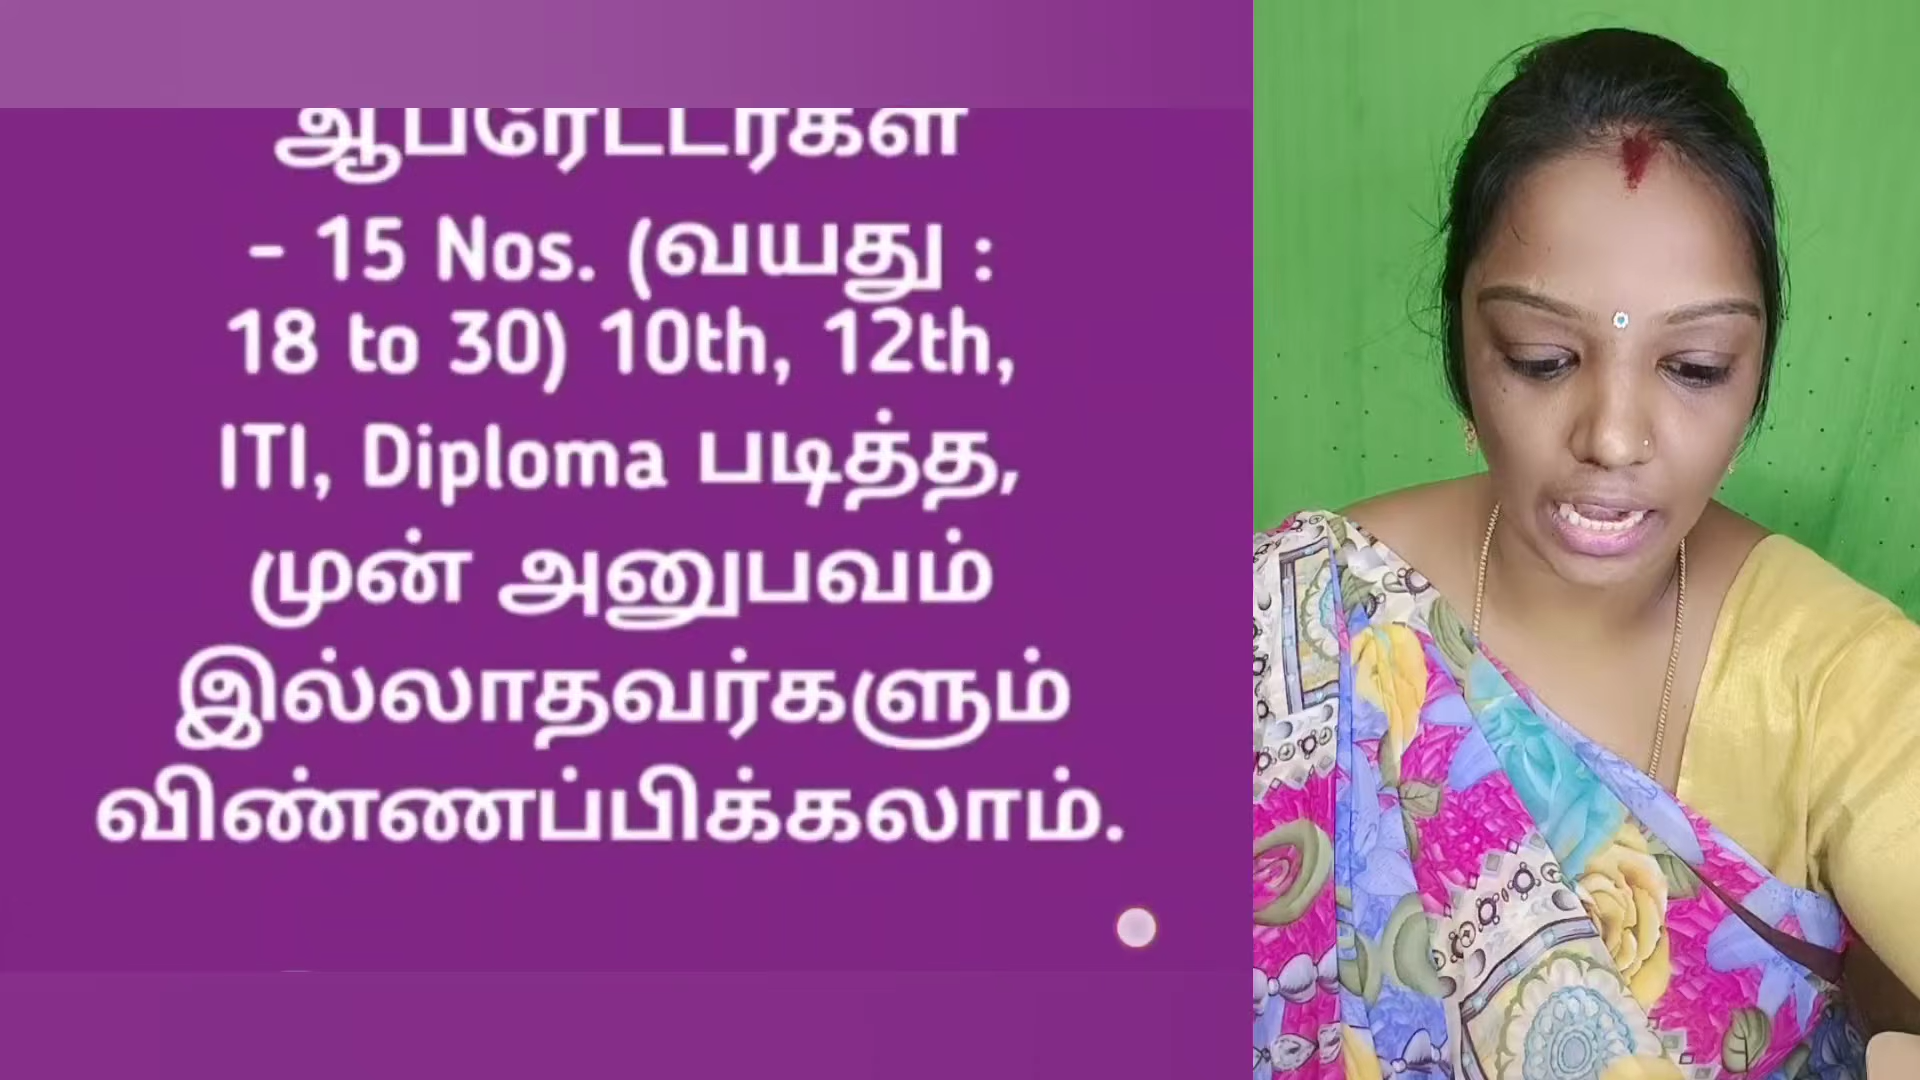 ஆபரேட்டர்கள்
- 15 Nos. (வயது :
18 to 30) 10th, 12th,
ITI, Diploma படித்த,
முன் அனுபவம்
இல்லாதவர்களும்
விண்ணப்பிக்கலாம்.